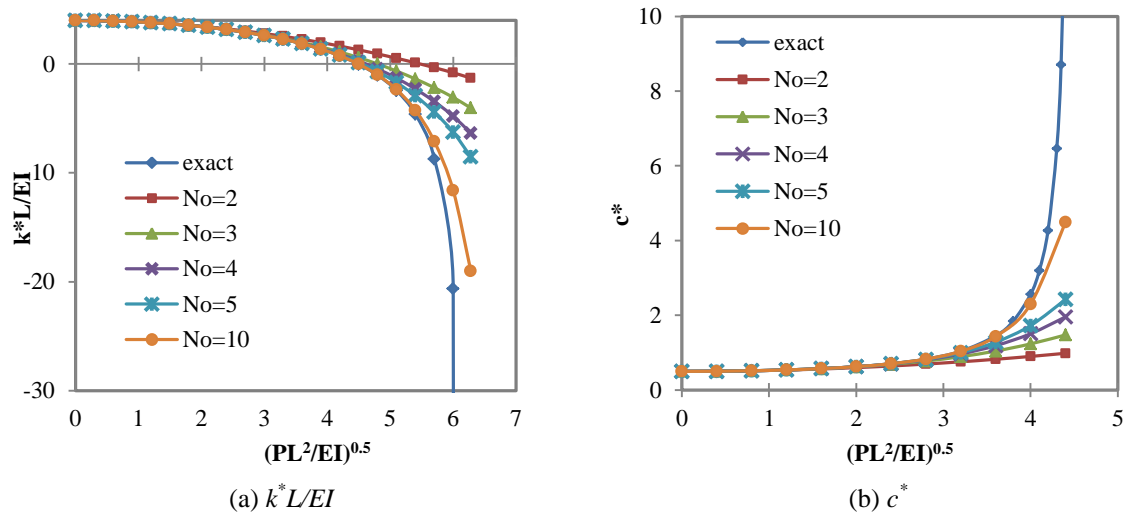 10
0
-10
-20
-30
k*L/EI
0 1 2 3 4 5 6 7
(PL²/EI)⁰·⁵
exact
No=2
No=3
No=4
No=5
No=10
(a) k*L/EI
10
8
6
4
2
0
c*
0 1 2 3 4 5
(PL²/EI)⁰·⁵
exact
No=2
No=3
No=4
No=5
No=10
(b) c*